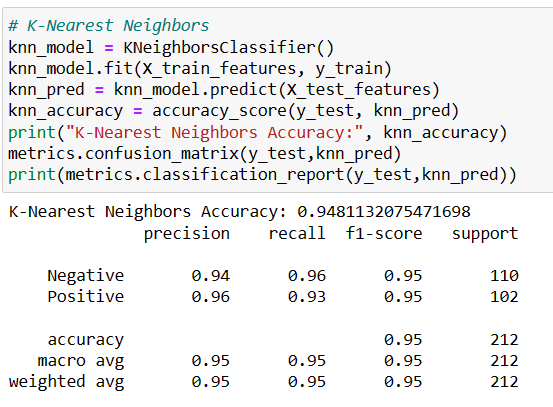 # K-Nearest Neighbors
knn_model = KNeighborsClassifier()
knn_model.fit(X_train_features, y_train)
knn_pred = knn_model.predict(X_test_features)
knn_accuracy = accuracy_score(y_test, knn_pred)
print("K-Nearest Neighbors Accuracy:", knn_accuracy)
metrics.confusion_matrix(y_test,knn_pred)
print(metrics.classification_report(y_test,knn_pred))
K-Nearest Neighbors Accuracy: 0.9481132075471698
precision recall f1-score support
Negative 0.94 0.96 0.95 110
Positive 0.96 0.93 0.95 102
accuracy 0.95 212
macro avg 0.95 0.95 0.95 212
weighted avg 0.95 0.95 0.95 212